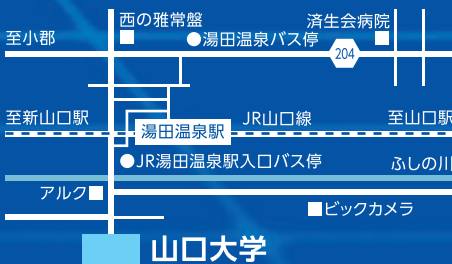 西の雅常盤
済生会病院
至小郡
湯田温泉バス停
204
至新山口駅
JR山口線
至山口駅
湯田温泉駅
JR湯田温泉駅入口バス停
ふしの川
アルク
ビックカメラ
山口大学